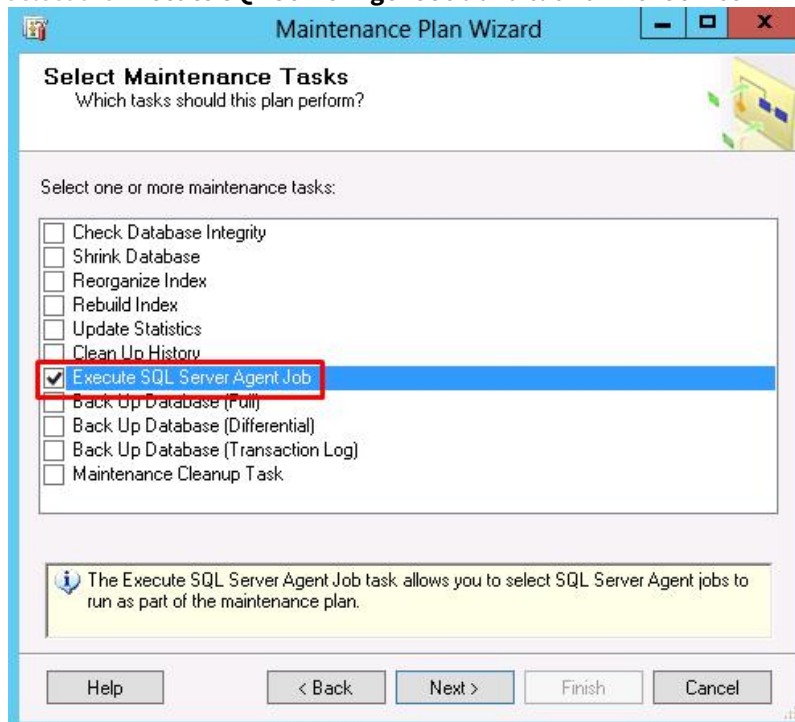 Maintenance Plan Wizard
Select Maintenance Tasks
Which tasks should this plan perform?
Select one or more maintenance tasks:
Check Database Integrity
Shrink Database
Reorganize Index
Rebuild Index
Update Statistics
Clean Up History
Execute SQL Server Agent Job
Back Up Database (Full)
Back Up Database (Differential)
Back Up Database (Transaction Log)
Maintenance Cleanup Task
The Execute SQL Server Agent Job task allows you to select SQL Server Agent jobs to
run as part of the maintenance plan.
Help < Back Next > Finish Cancel